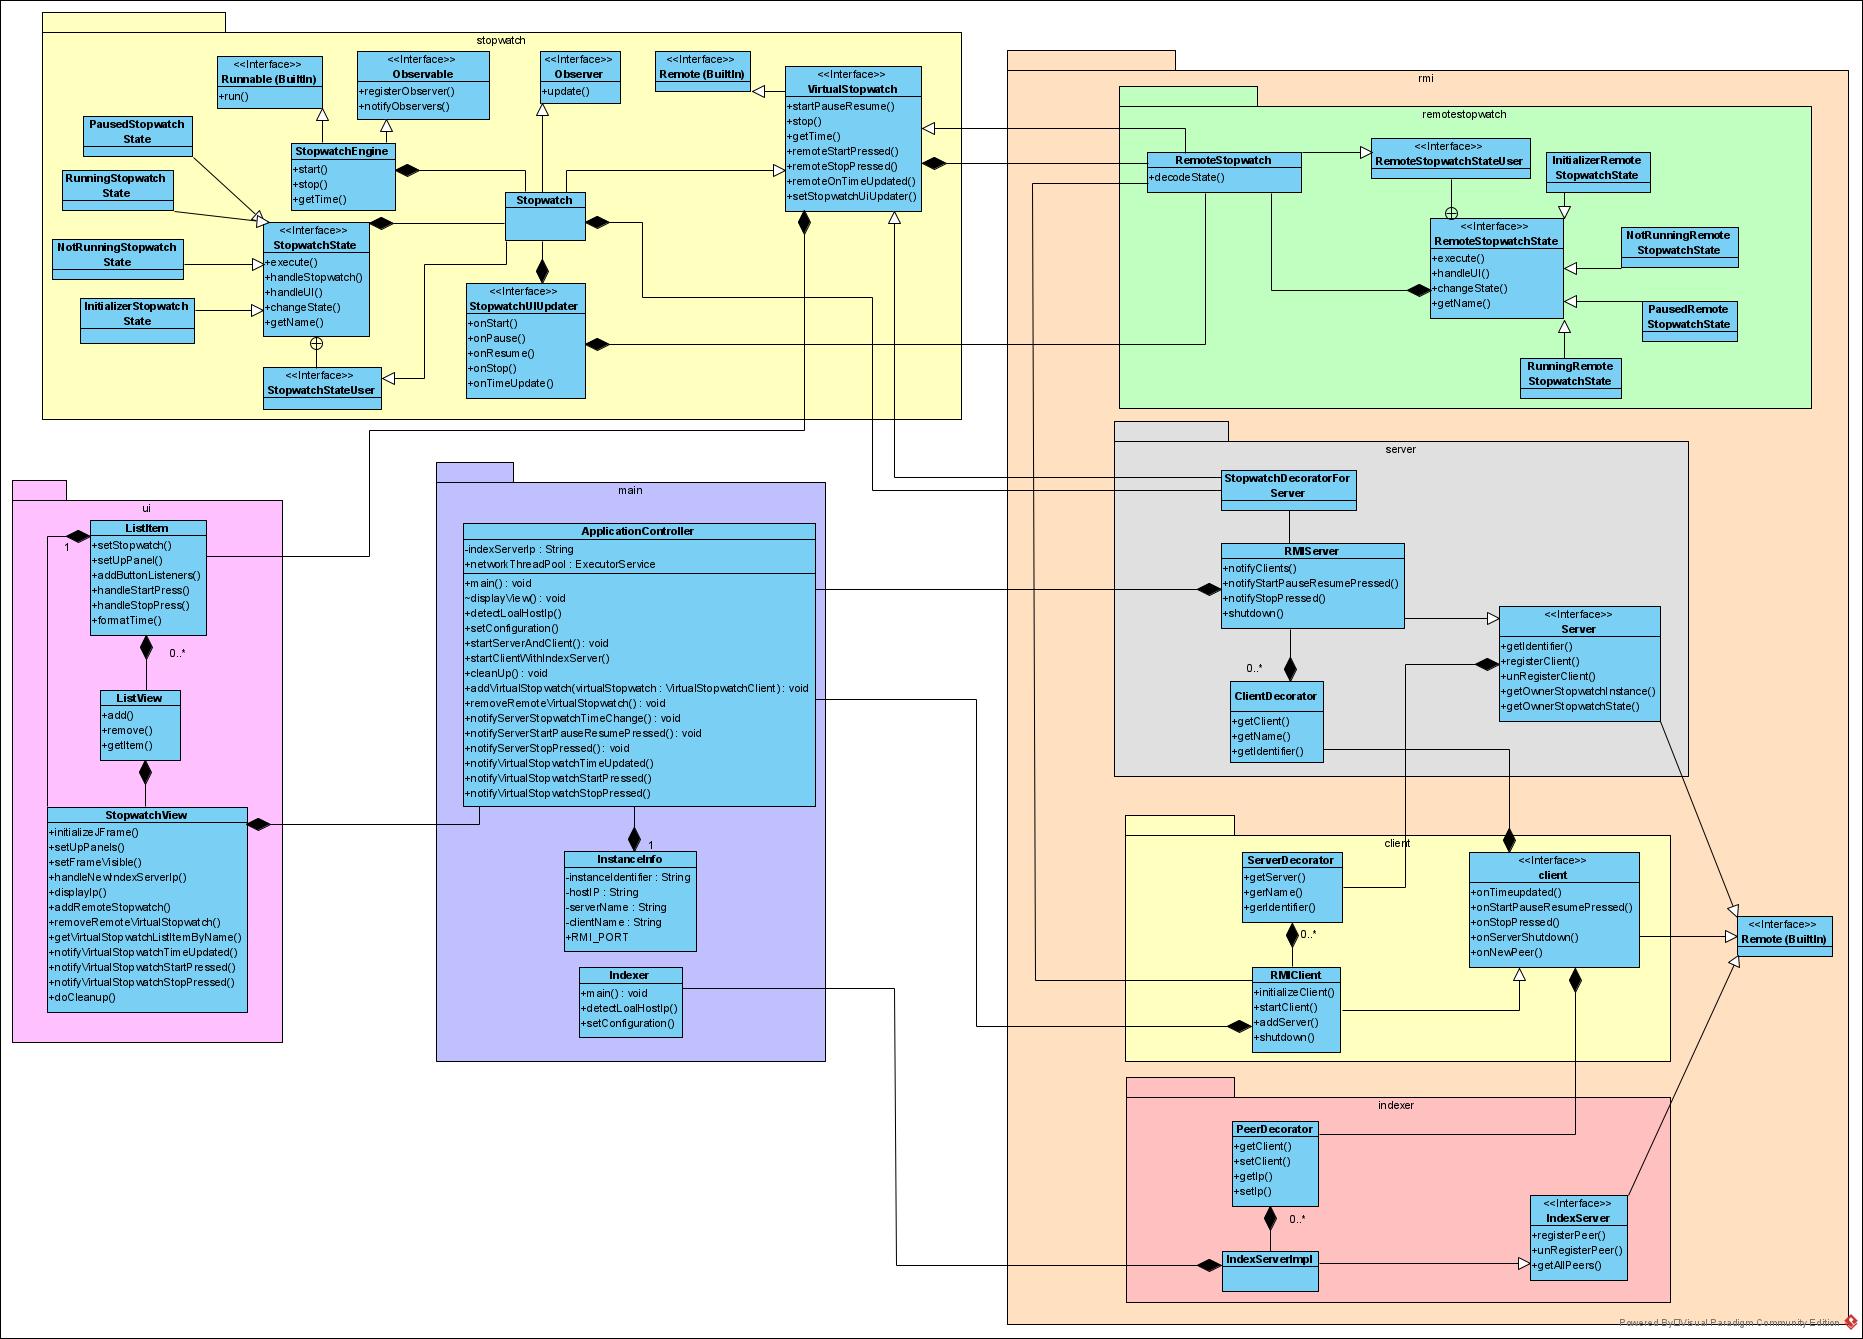 stopwatch
<<Interface>>
Runnable (BuiltIn)
+run()
<<Interface>>
Observable
+registerObserver()
+notifyObservers()
<<Interface>>
Observer
+update()
<<Interface>>
Remote (BuiltIn)
<<Interface>>
VirtualStopwatch
+startPauseResume()
+stop()
+getTime()
+remoteStartPressed()
+remoteStopPressed()
+remoteOnTimeUpdated()
+setStopwatchUiUpdater()
PausedStopwatch
State
RunningStopwatch
State
NotRunningStopwatch
State
InitializerStopwatch
State
StopwatchEngine
+start()
+stop()
+getTime()
Stopwatch
<<Interface>>
StopwatchState
+execute()
+handleStopwatch()
+handleUI()
+changeState()
+getName()
<<Interface>>
StopwatchStateUser
<<Interface>>
StopwatchUIUpdater
+onStart()
+onPause()
+onResume()
+onStop()
+onTimeUpdate()
rmi
remotestopwatch
RemoteStopwatch
+decodeState()
<<Interface>>
RemoteStopwatchStateUser
InitializerRemote
StopwatchState
<<Interface>>
RemoteStopwatchState
+execute()
+handleUI()
+changeState()
+getName()
NotRunningRemote
StopwatchState
PausedRemote
StopwatchState
RunningRemote
StopwatchState
server
StopwatchDecoratorFor
Server
RMIServer
+notifyClients()
+notifyStartPauseResumePressed()
+notifyStopPressed()
+shutdown()
<<Interface>>
Server
+getIdentifier()
+registerClient()
+unRegisterClient()
+getOwnerStopwatchInstance()
+getOwnerStopwatchState()
0..*
ClientDecorator
+getClient()
+getName()
+getIdentifier()
ui
ListItem
1
+setStopwatch()
+setUpPanel()
+addButtonListeners()
+handleStartPress()
+handleStopPress()
+formatTime()
0..*
ListView
+add()
+remove()
+getItem()
StopwatchView
+initializeJFrame()
+setUpPanels()
+setFrameVisible()
+handleNewIndexServerIp()
+displayIp()
+addRemoteStopwatch()
+removeRemoteVirtualStopwatch()
+getVirtualStopwatchListItemByName()
+notifyVirtualStopwatchTimeUpdated()
+notifyVirtualStopwatchStartPressed()
+notifyVirtualStopwatchStopPressed()
+doCleanup()
main
ApplicationController
-indexServerIp : String
+networkThreadPool : ExecutorService
+main() : void
~displayView() : void
+detectLoalHostIp()
+setConfiguration()
+startServerAndClient() : void
+startClientWithIndexServer()
+cleanUp() : void
+addVirtualStopwatch(virtualStopwatch : VirtualStopwatchClient) : void
+removeRemoteVirtualStopwatch() : void
+notifyServerStopwatchTimeChange() : void
+notifyServerStartPauseResumePressed() : void
+notifyServerStopPressed() : void
+notifyVirtualStopwatchTimeUpdated()
+notifyVirtualStopwatchStartPressed()
+notifyVirtualStopwatchStopPressed()
1
InstanceInfo
-instanceIdentifier : String
-hostIP : String
-serverName : String
-clientName : String
+RMI_PORT
Indexer
+main() : void
+detectLoalHostIp()
+setConfiguration()
client
ServerDecorator
+getServer()
+gerName()
+gerIdentifier()
0..*
RMIClient
+initializeClient()
+startClient()
+addServer()
+shutdown()
<<Interface>>
client
+onTimeupdated()
+onStartPauseResumePressed()
+onStopPressed()
+onServerShutdown()
+onNewPeer()
<<Interface>>
Remote (BuiltIn)
indexer
PeerDecorator
+getClient()
+setClient()
+getIp()
+setIp()
0..*
IndexServerImpl
<<Interface>>
IndexServer
+registerPeer()
+unRegisterPeer()
+getAllPeers()
Powered By Visual Paradigm Community Edition